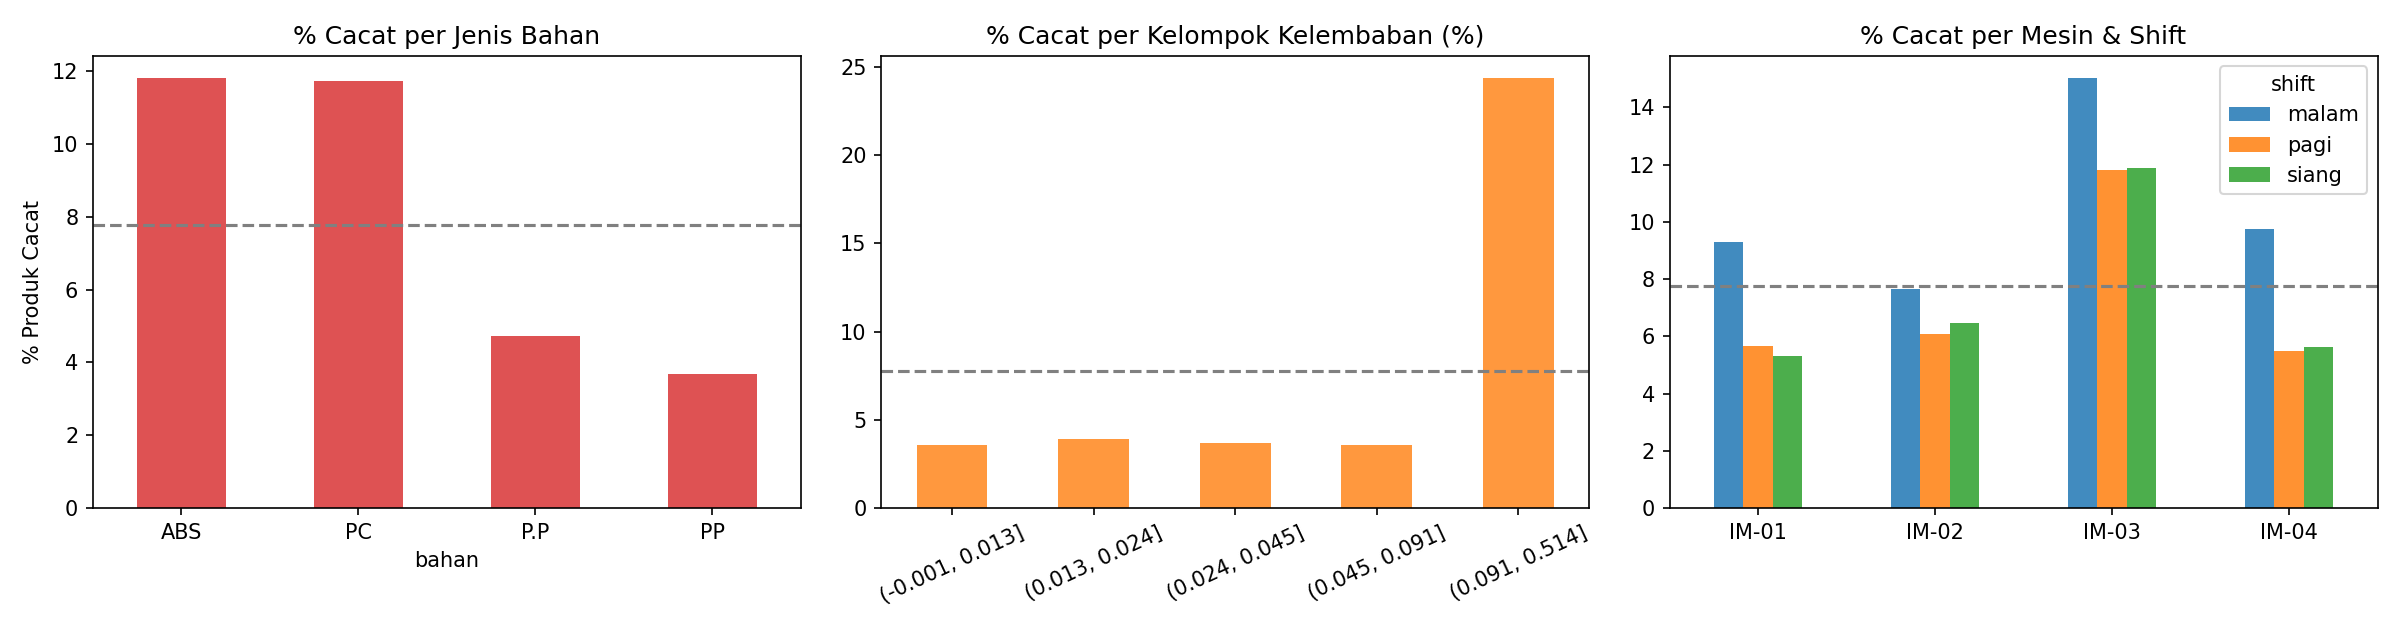 % Cacat per Jenis Bahan
% Produk Cacat
12
10
8
6
4
2
0
ABS PC P.P PP
bahan
% Cacat per Kelompok Kelembaban (%)
25
20
15
10
5
0
(-0.001, 0.013] (0.013, 0.024] (0.024, 0.045] (0.045, 0.091] (0.091, 0.514]
% Cacat per Mesin & Shift
14
12
10
8
6
4
2
0
shift
malam
pagi
siang
IM-01 IM-02 IM-03 IM-04